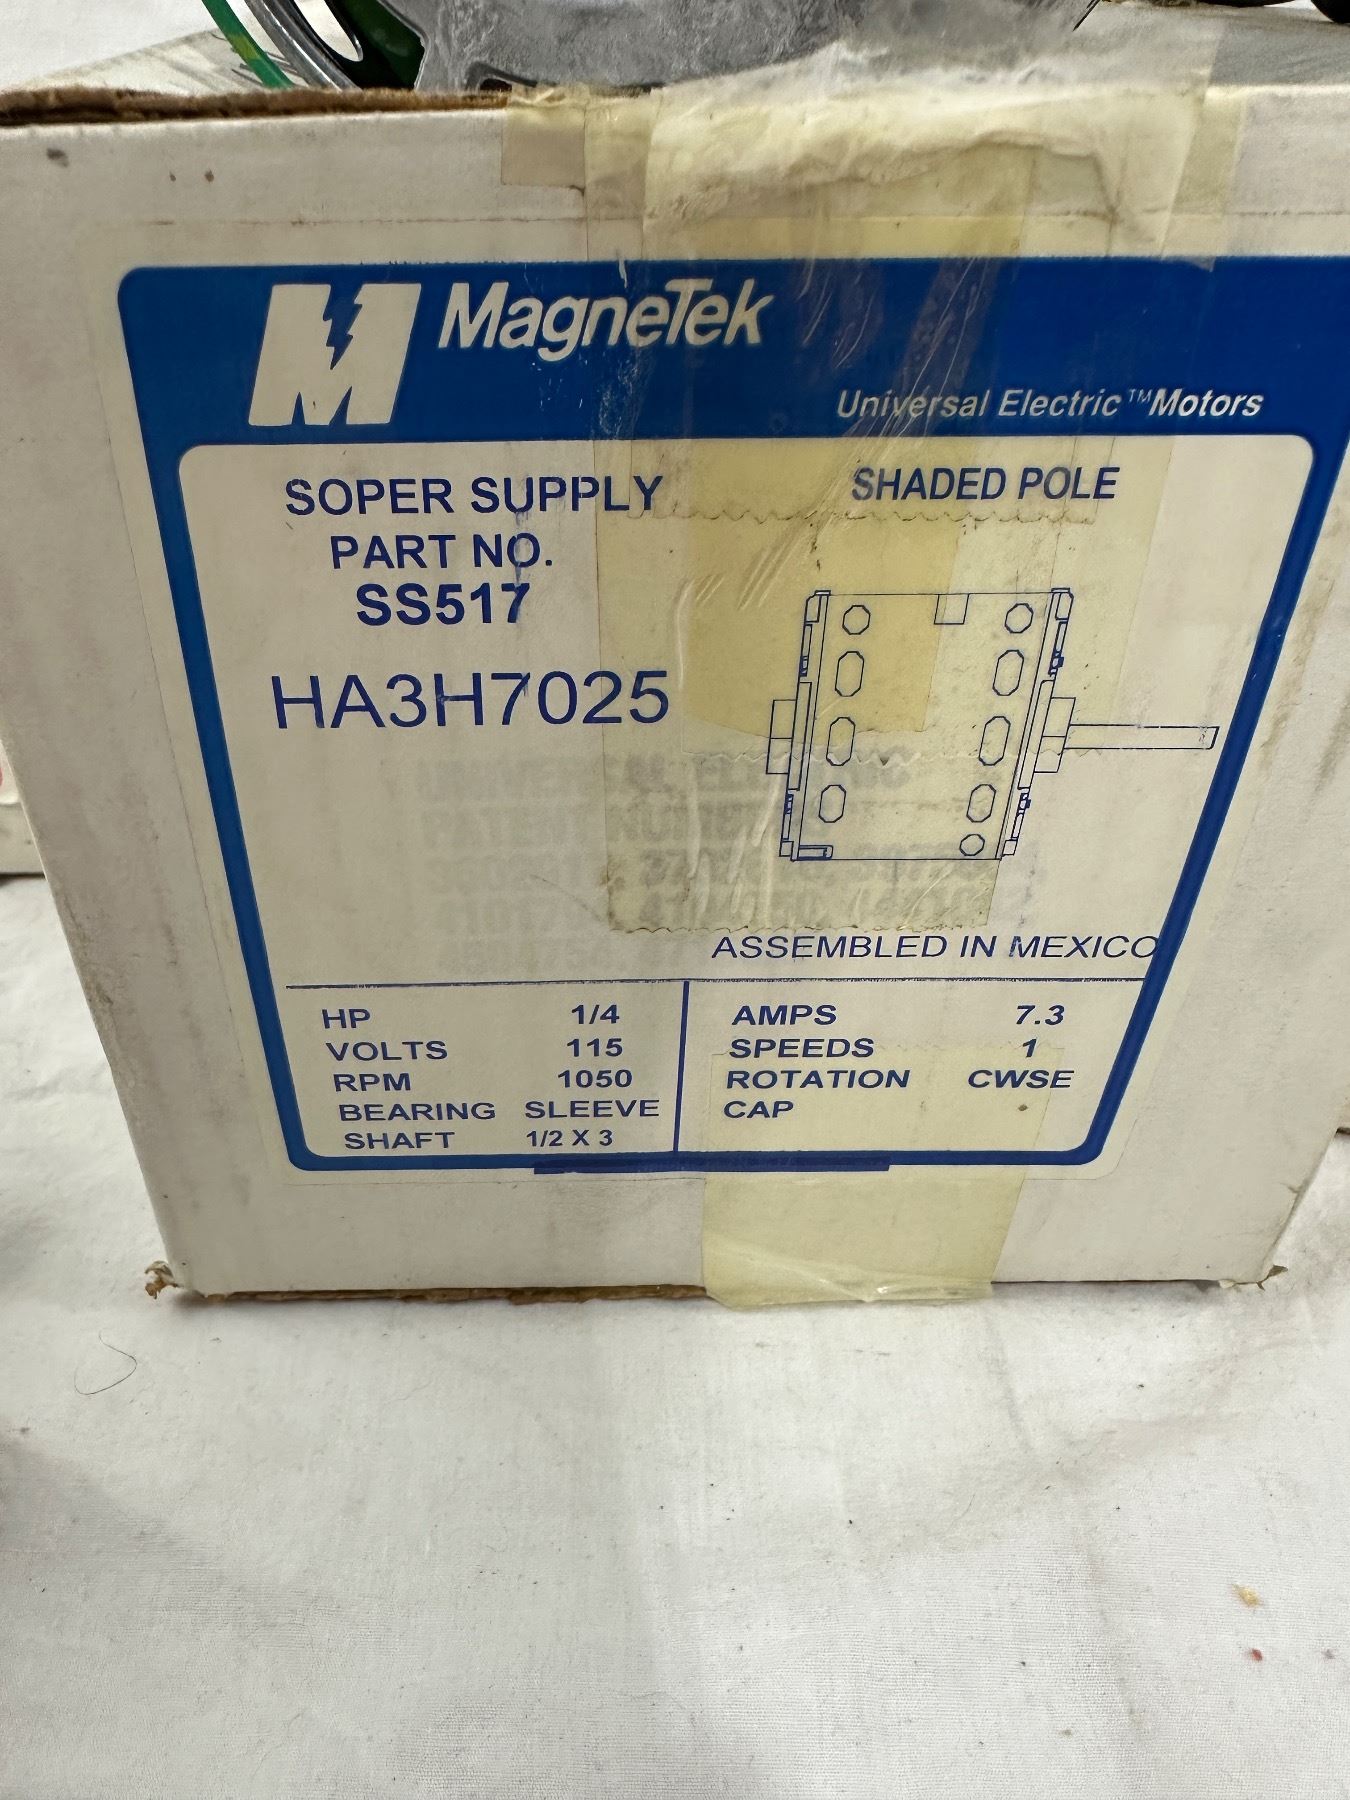 MagneTek
Universal Electric™Motors
SOPER SUPPLY
PART NO.
SS517
HA3H7025
SHADED POLE
ASSEMBLED IN MEXICO
HP 1/4
VOLTS 115
RPM 1050
BEARING SLEEVE
SHAFT 1/2 X 3
AMPS 7.3
SPEEDS 1
ROTATION CWSE
CAP